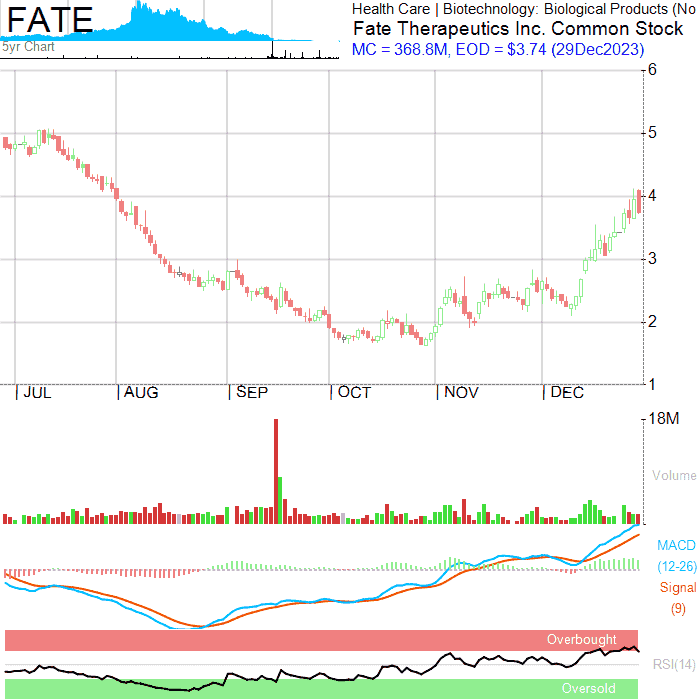 FATE
5yr Chart
Health Care | Biotechnology: Biological Products (No
Fate Therapeutics Inc. Common Stock
MC = 368.8M, EOD = $3.74 (29Dec2023)
6
5
4
3
2
1
JUL AUG SEP OCT NOV DEC
18M
Volume
MACD
(12-26)
Signal
(9)
Overbought
RSI(14)
Oversold